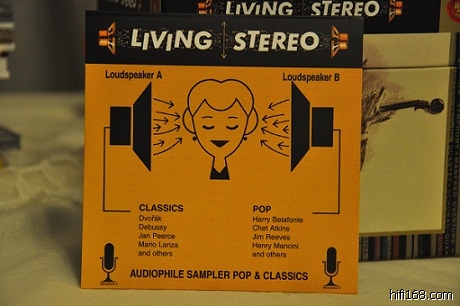 LIVING STEREO
LIVING STEREO
Loudspeaker A
Loudspeaker B
CLASSICS
Dvořák
Debussy
Jan Peerce
Mario Lanza
and others
POP
Harry Belafonte
Chet Atkins
Jim Reeves
Henry Mancini
and others
AUDIOPHILE SAMPLER POP & CLASSICS
hifi168.com